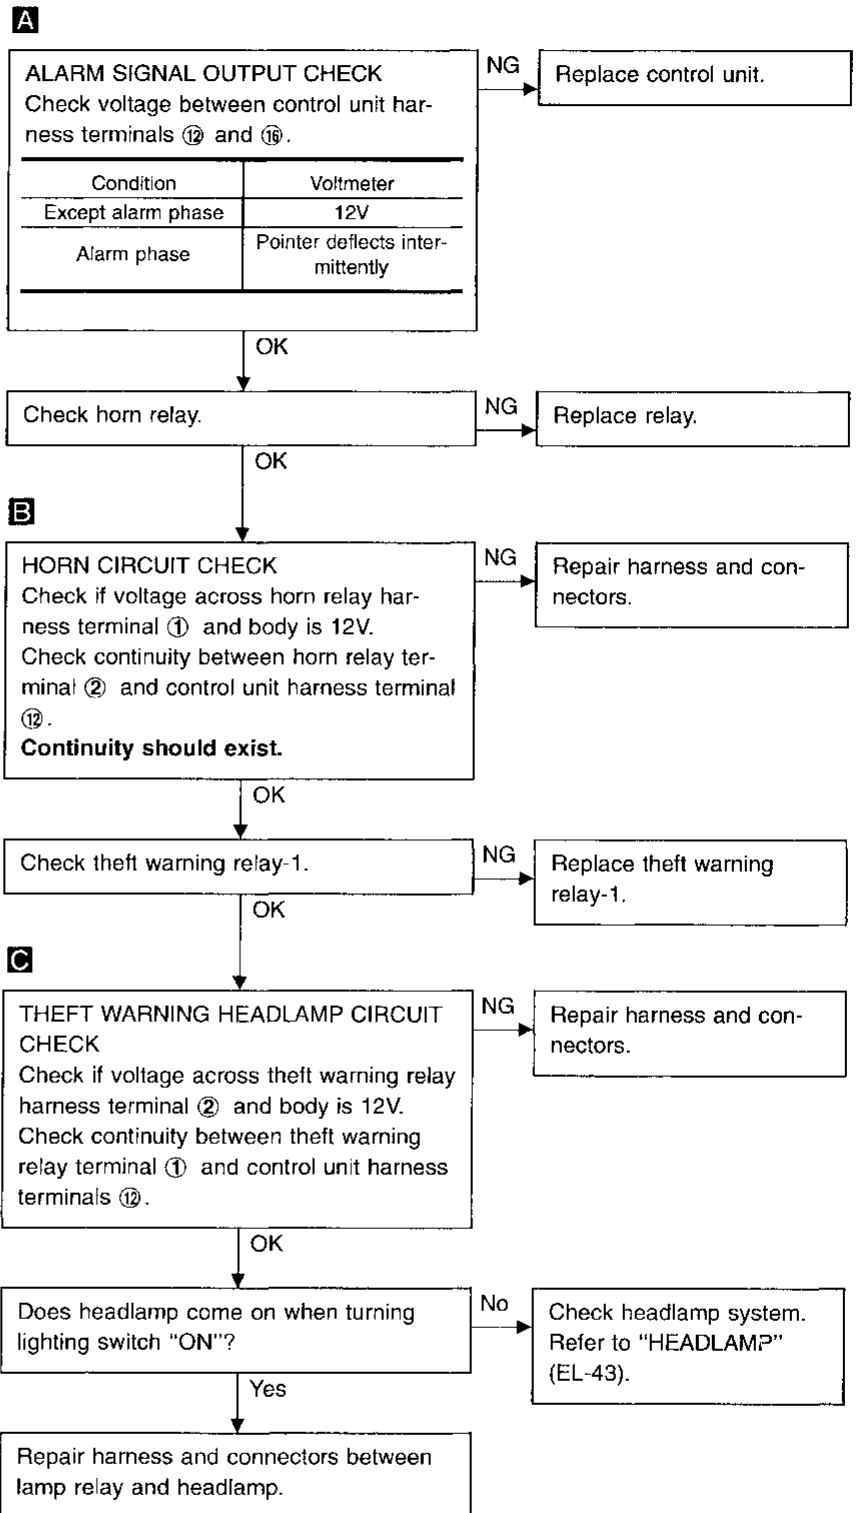 A
ALARM SIGNAL OUTPUT CHECK
Check voltage between control unit har-
ness terminals ⑫ and ⑯.
Condition Voltmeter
Except alarm phase 12V
Alarm phase Pointer deflects inter-
mittently
NG
Replace control unit.
OK
Check horn relay.
NG
Replace relay.
OK
B
HORN CIRCUIT CHECK
Check if voltage across horn relay har-
ness terminal ① and body is 12V.
Check continuity between horn relay ter-
minal ② and control unit harness terminal
⑫.
Continuity should exist.
NG
Repair harness and con-
nectors.
OK
Check theft warning relay-1.
NG
Replace theft warning
relay-1.
OK
C
THEFT WARNING HEADLAMP CIRCUIT
CHECK
Check if voltage across theft warning relay
harness terminal ② and body is 12V.
Check continuity between theft warning
relay terminal ① and control unit harness
terminals ⑫.
NG
Repair harness and con-
nectors.
OK
Does headlamp come on when turning
lighting switch “ON”?
No
Check headlamp system.
Refer to “HEADLAMP”
(EL-43).
Yes
Repair harness and connectors between
lamp relay and headlamp.